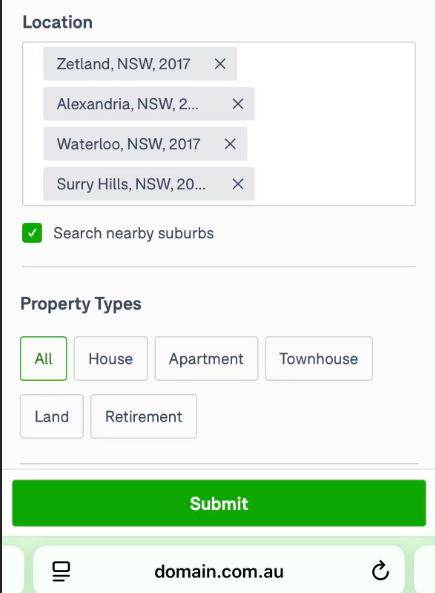 Location
Zetland, NSW, 2017
Alexandria, NSW, 2...
Waterloo, NSW, 2017
Surry Hills, NSW, 20...
Search nearby suburbs
Property Types
All House Apartment Townhouse
Land Retirement
Submit
domain.com.au